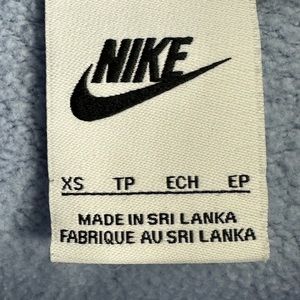 NIKE
XS TP ECH EP
MADE IN SRI LANKA
FABRIQUE AU SRI LANKA